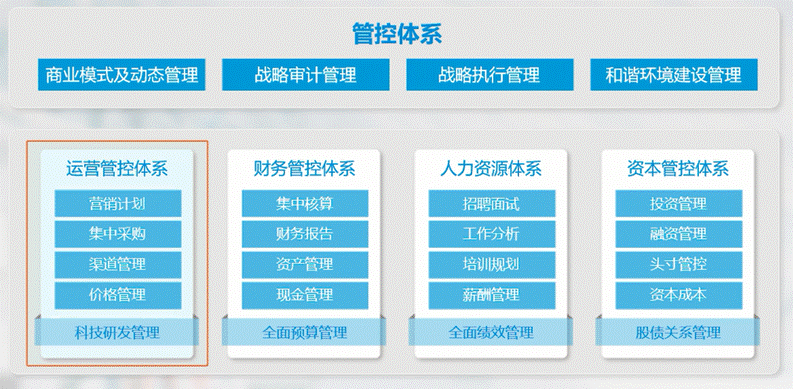 管控体系
商业模式及动态管理 战略审计管理 战略执行管理 和谐环境建设管理
运营管控体系 财务管控体系 人力资源体系 资本管控体系
营销计划 集中核算 招聘面试 投资管理
集中采购 财务报告 工作分析 融资管理
渠道管理 资产管理 培训规划 头寸管控
价格管理 现金管理 薪酬管理 资本成本
科技研发管理 全面预算管理 全面绩效管理 股债关系管理